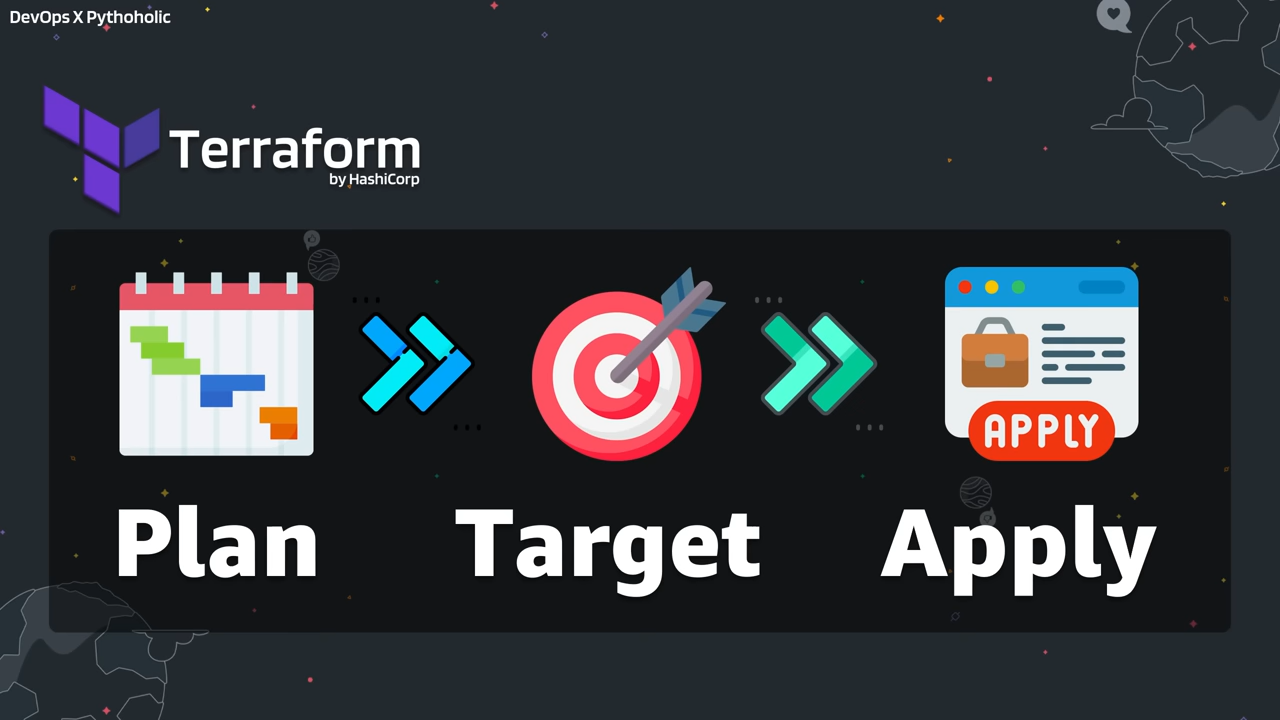 DevOps X Pythoholic
Terraform
by HashiCorp
APPLY
Plan
Target
Apply